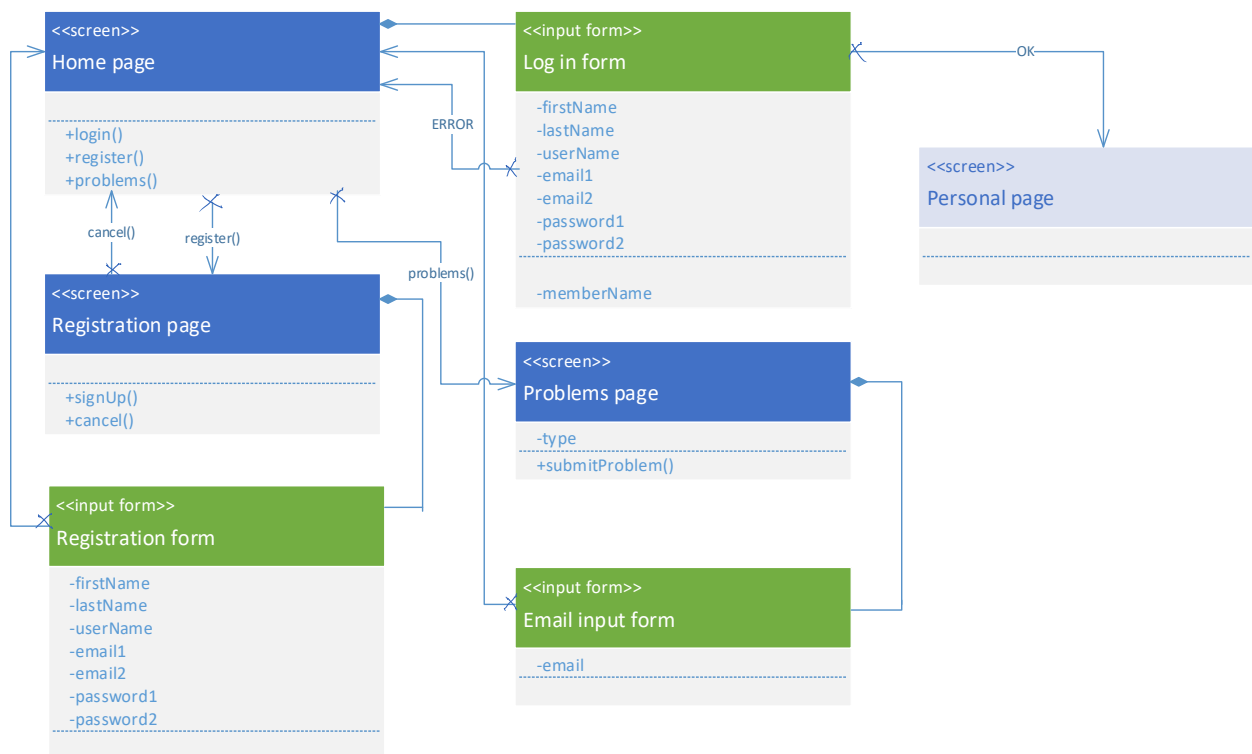 <<screen>>
Home page
+login()
+register()
+problems()
<<input form>>
Log in form
-firstName
-lastName
-userName
-email1
-email2
-password1
-password2
-memberName
OK
ERROR
<<screen>>
Personal page
cancel()
register()
problems()
<<screen>>
Registration page
+signUp()
+cancel()
<<screen>>
Problems page
-type
+submitProblem()
<<input form>>
Registration form
-firstName
-lastName
-userName
-email1
-email2
-password1
-password2
<<input form>>
Email input form
-email